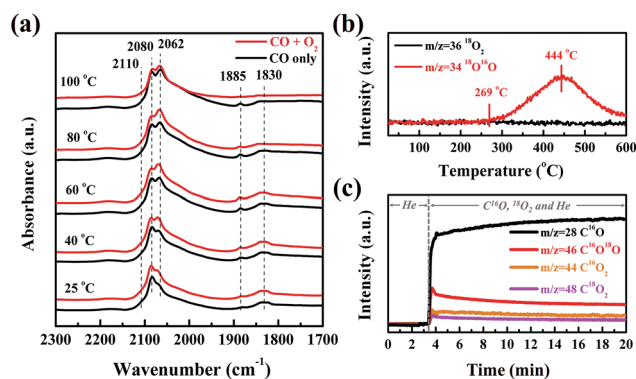 (a)
2062
2080
2110
1885 1830
CO + O₂
CO only
100 °C
80 °C
60 °C
40 °C
25 °C
Absorbance (a.u.)
2300 2200 2100 2000 1900 1800 1700
Wavenumber (cm⁻¹)
(b)
m/z=36 ¹⁸O₂
m/z=34 ¹⁸O¹⁶O
444 °C
269 °C
Intensity (a.u.)
100 200 300 400 500 600
Temperature (°C)
(c)
He
C¹⁶O, ¹⁸O₂ and He
m/z=28 C¹⁶O
m/z=46 C¹⁶O¹⁸O
m/z=44 C¹⁶O₂
m/z=48 C¹⁸O₂
Intensity (a.u.)
0 2 4 6 8 10 12 14 16 18 20
Time (min)